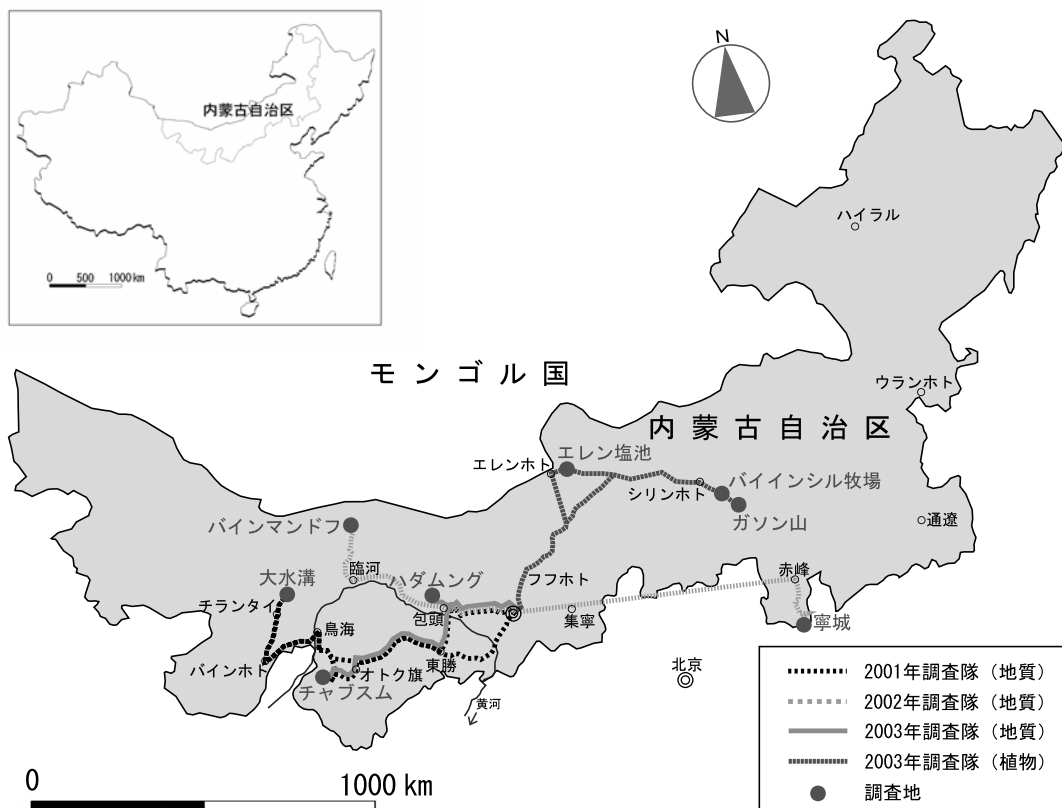 内蒙古自治区
0 500 1000km
N
ハイラル
モンゴル国
ウランホト
内蒙古自治区
エレン塩池
エレンホト
シリンホト
バイインシル牧場
ガソン山
バインマンドフ
通遼
臨河
ハダムング
フフホト
赤峰
大水溝
チランタイ
包頭
集寧
寧城
烏海
バインホト
オトク旗
東勝
北京
チャブスム
黄河
2001年調査隊（地質）
2002年調査隊（地質）
2003年調査隊（地質）
2003年調査隊（植物）
調査地
0 1000 km